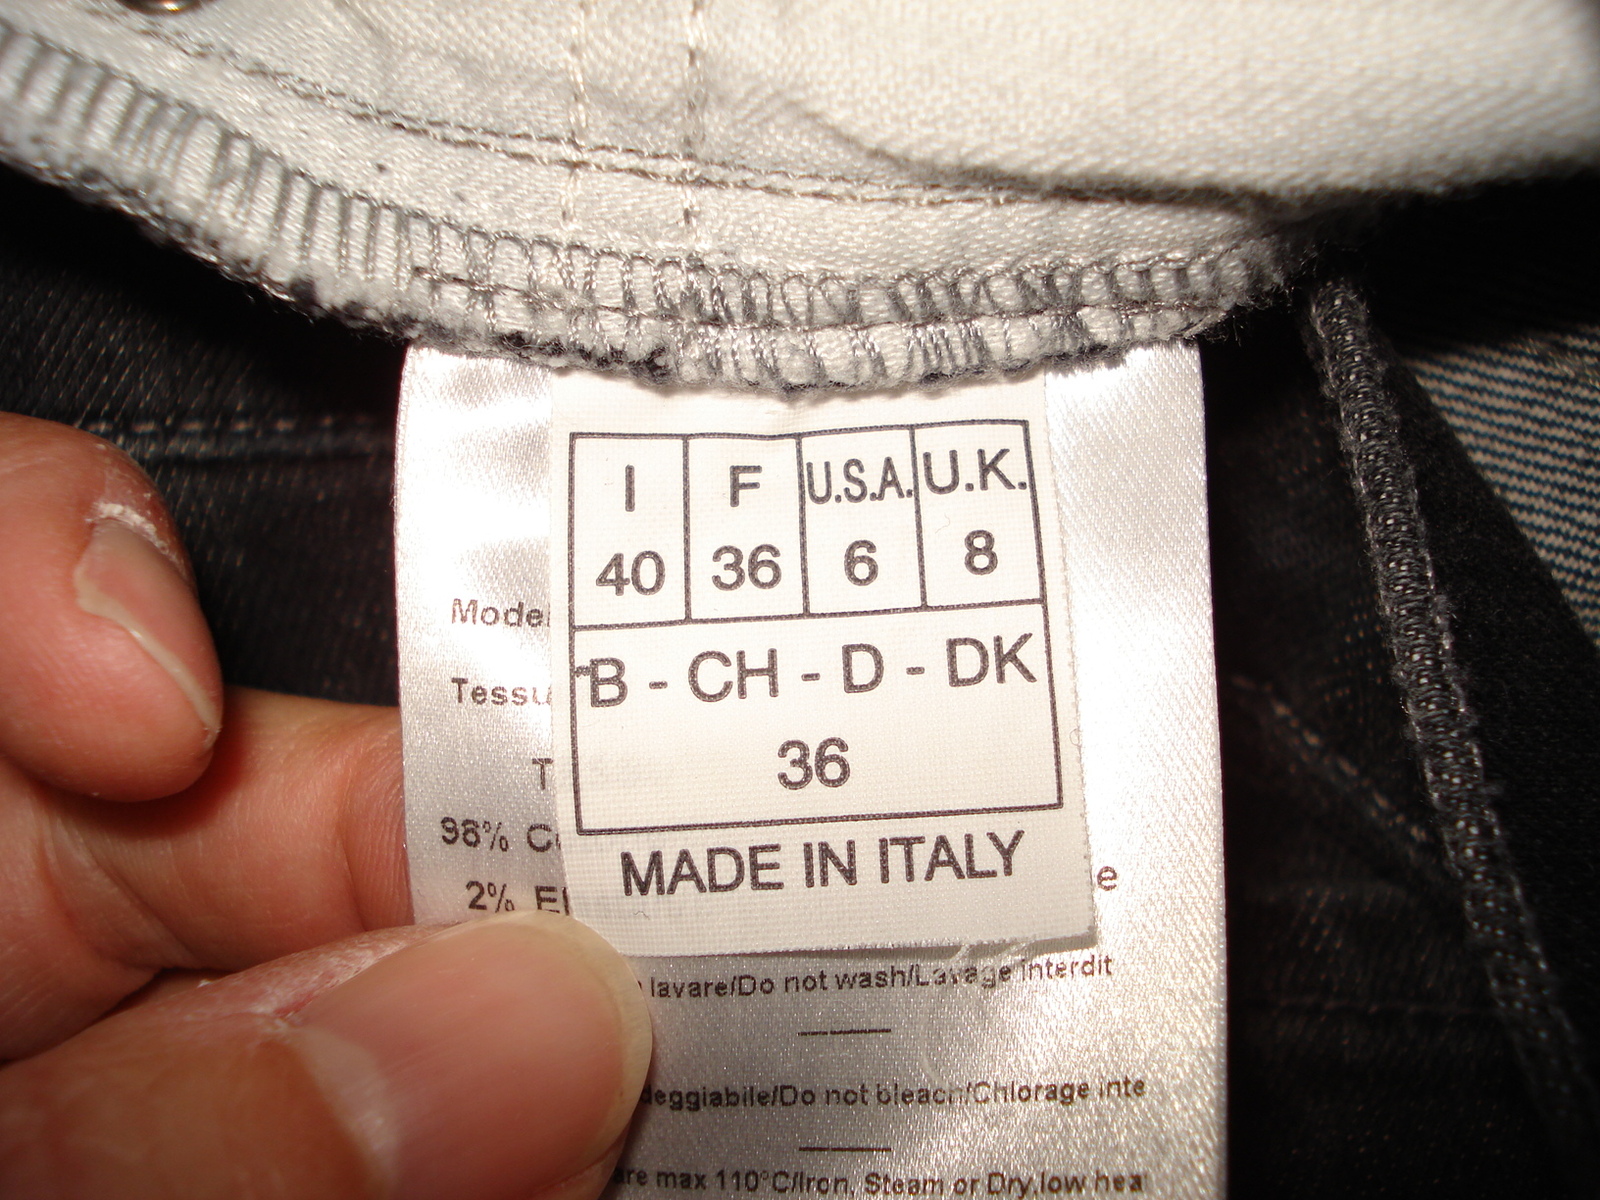 I F U.S.A. U.K.
40 36 6 8
B - CH - D - DK
36
MADE IN ITALY
Model
Tessu
T
98% C
2% El
e
lavare/Do not wash/Lavage interdit
deggiabile/Do not bleach/Chlorage inte
are max 110°C/Iron, Steam or Dry,low hea